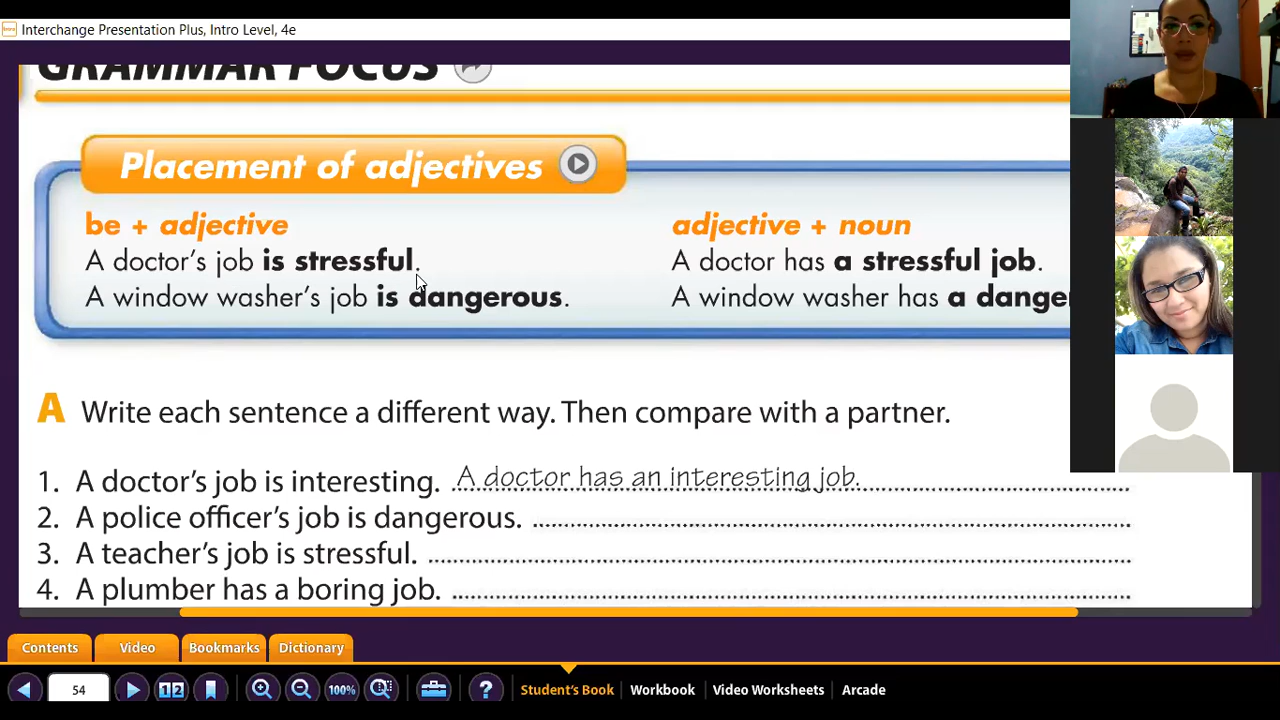 Interchange Presentation Plus, Intro Level, 4e
GRAMMAR FOCUS
Placement of adjectives
be + adjective
A doctor's job is stressful.
A window washer's job is dangerous.
adjective + noun
A doctor has a stressful job.
A window washer has a danger
A Write each sentence a different way. Then compare with a partner.
1. A doctor's job is interesting. A doctor has an interesting job.
2. A police officer's job is dangerous.
3. A teacher's job is stressful.
4. A plumber has a boring job.
Contents Video Bookmarks Dictionary
54 1 2 100% ? Student's Book Workbook Video Worksheets Arcade